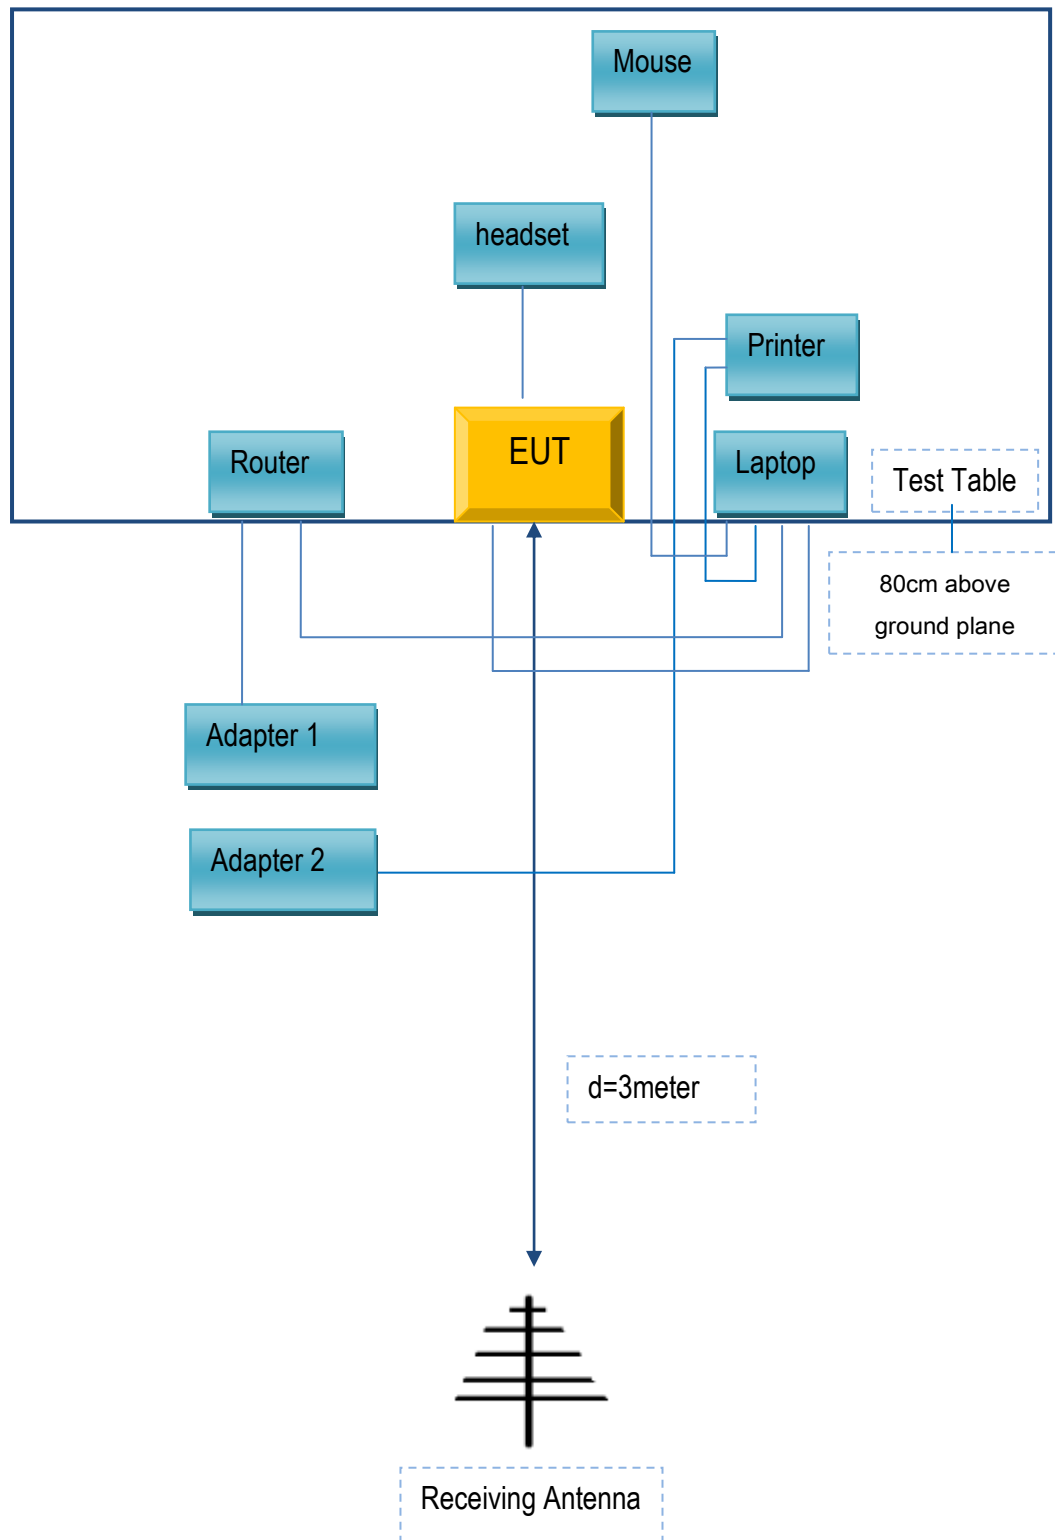 Mouse
headset
Printer
Router
EUT
Laptop
Test Table
80cm above
ground plane
Adapter 1
Adapter 2
d=3meter
Receiving Antenna